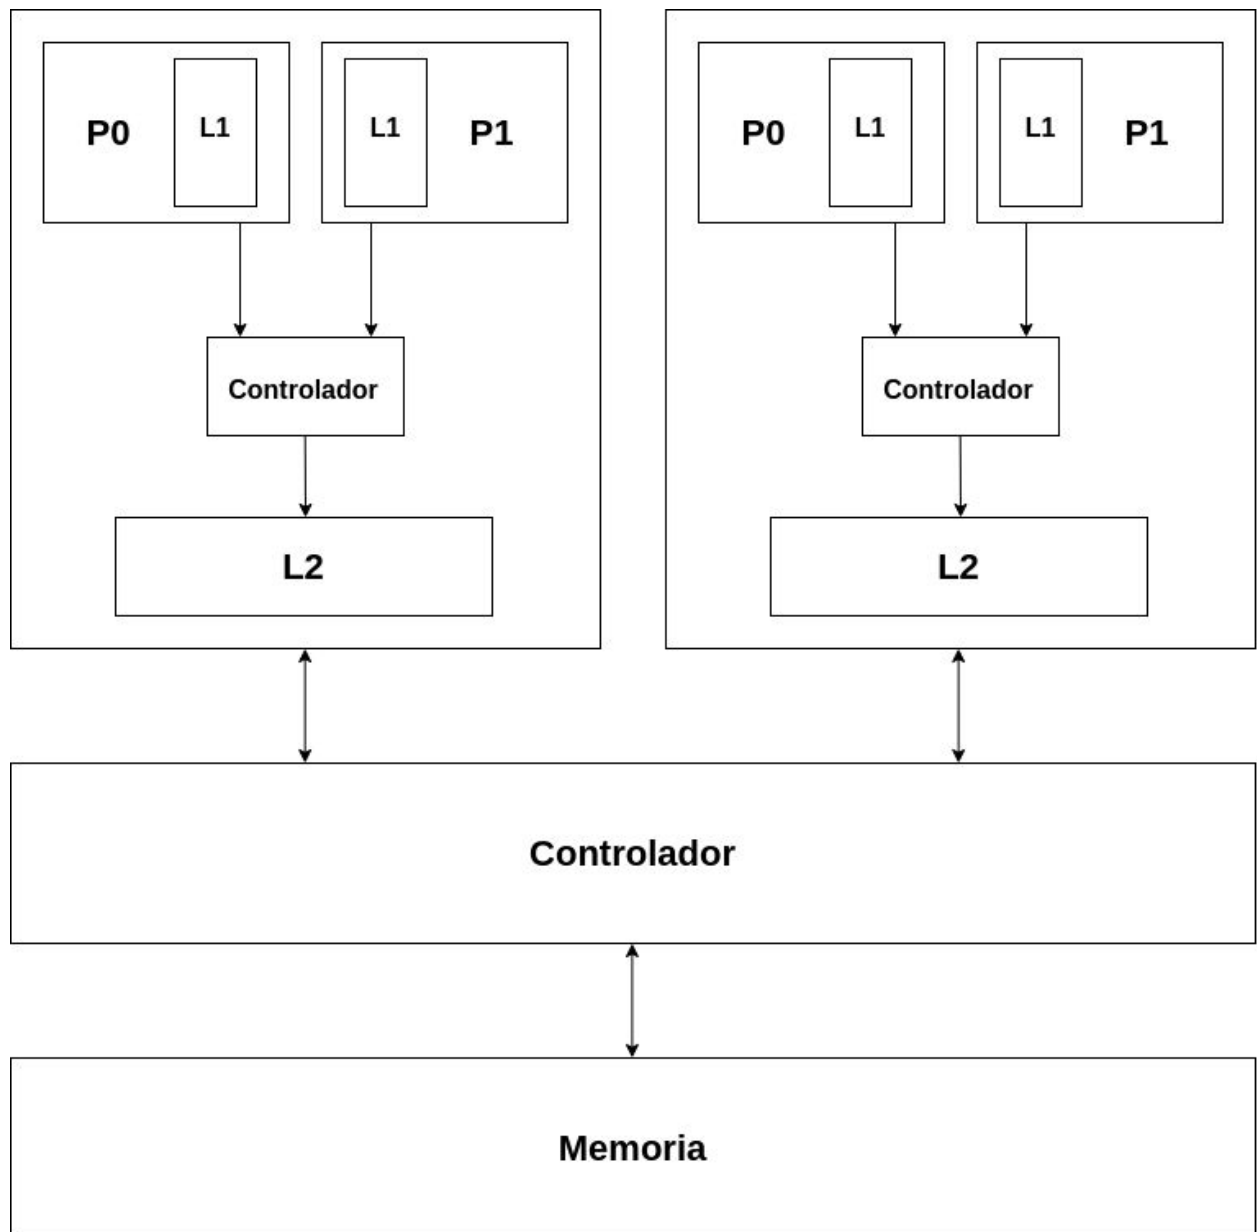 P0 L1 L1 P1 P0 L1 L1 P1
Controlador Controlador
L2 L2
Controlador
Memoria